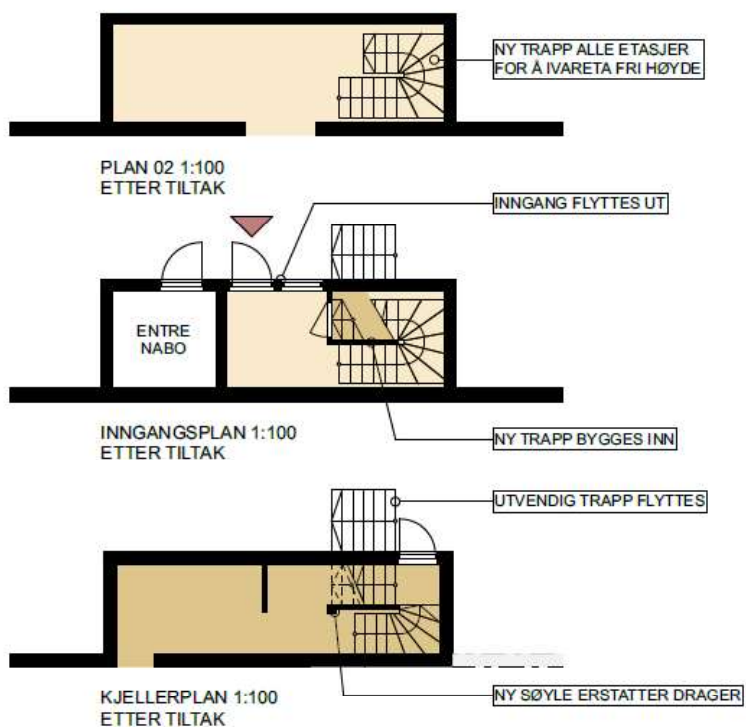 NY TRAPP ALLE ETASJER
FOR Å IVARETA FRI HØYDE
PLAN 02 1:100
ETTER TILTAK
INNGANG FLYTTES UT
ENTRE
NABO
INNGANGSPLAN 1:100
ETTER TILTAK
NY TRAPP BYGGES INN
UTVENDIG TRAPP FLYTTES
KJELLERPLAN 1:100
ETTER TILTAK
NY SØYLE ERSTATTER DRAGER